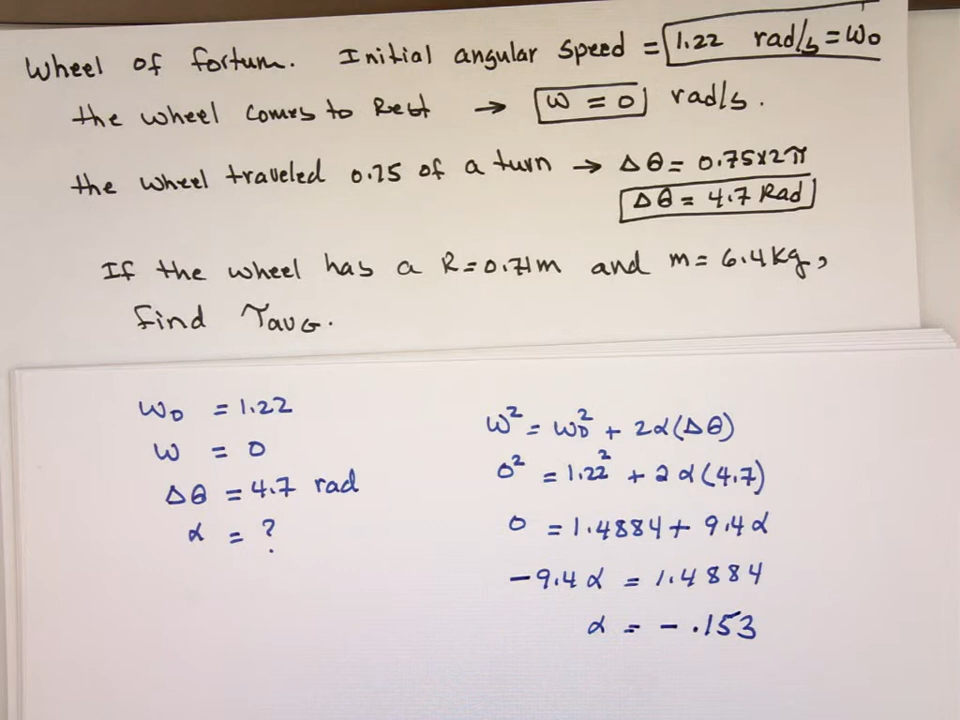 Wheel of fortum. Initial angular speed = 1.22 rad/s = ω₀
the wheel comes to Rest → ω = 0 rad/s.
the wheel traveled 0.75 of a turn → Δθ = 0.75x2π
Δθ = 4.7 Rad
If the wheel has a R=0.71m and m= 6.4kg,
find τavG.
ω₀ = 1.22
ω = 0
Δθ = 4.7 rad
α = ?
ω² = ω₀² + 2α(Δθ)
0² = 1.22² + 2α(4.7)
0 = 1.4884 + 9.4α
-9.4α = 1.4884
α = -.153